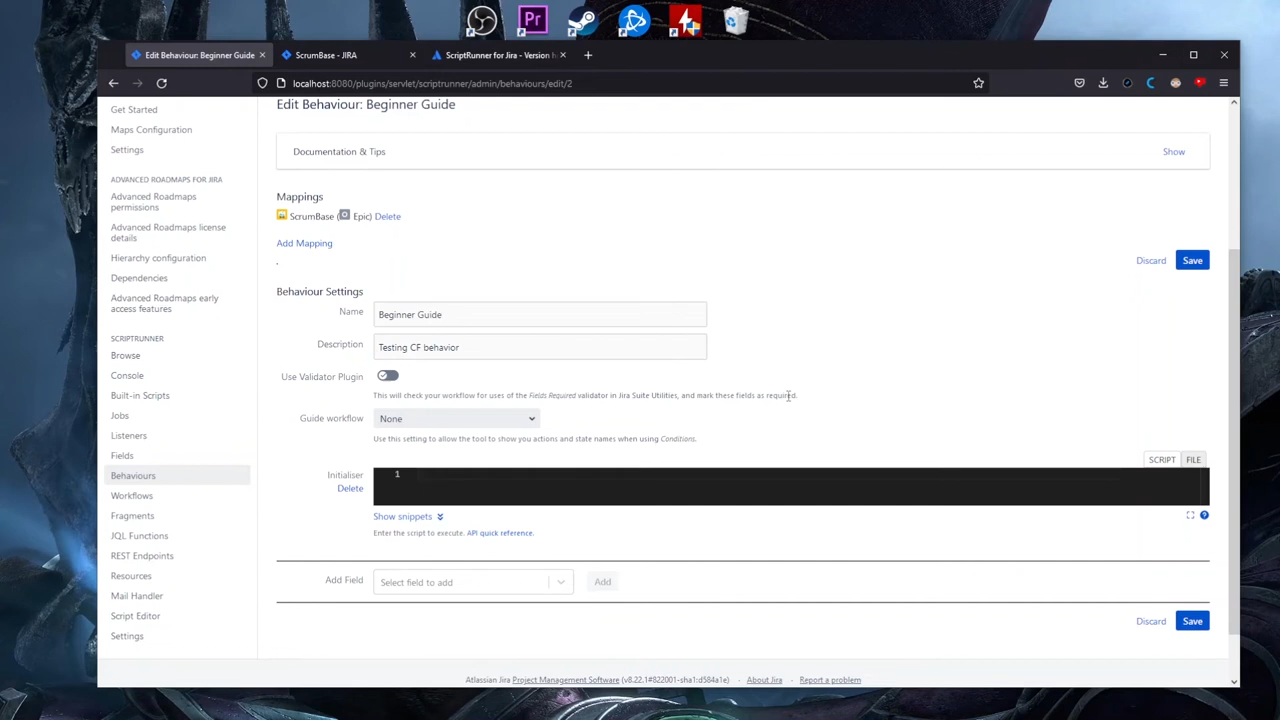 Pr
Edit Behaviour: Beginner Guide
ScrumBase - JIRA
ScriptRunner for Jira - Version h
localhost:8080/plugins/servlet/scriptrunner/admin/behaviours/edit/2
Get Started
Maps Configuration
Settings
ADVANCED ROADMAPS FOR JIRA
Advanced Roadmaps
permissions
Advanced Roadmaps license
details
Hierarchy configuration
Dependencies
Advanced Roadmaps early
access features
SCRIPTRUNNER
Browse
Console
Built-in Scripts
Jobs
Listeners
Fields
Behaviours
Workflows
Fragments
JQL Functions
REST Endpoints
Resources
Mail Handler
Script Editor
Settings
Edit Behaviour: Beginner Guide
Documentation & Tips Show
Mappings
ScrumBase ( Epic) Delete
Add Mapping
.
Discard Save
Behaviour Settings
Name Beginner Guide
Description Testing CF behavior
Use Validator Plugin
This will check your workflow for uses of the Fields Required validator in Jira Suite Utilities, and mark these fields as required.
Guide workflow None
Use this setting to allow the tool to show you actions and state names when using Conditions.
SCRIPT FILE
Initialiser 1
Delete
Show snippets
Enter the script to execute. API quick reference.
Add Field Select field to add Add
Discard Save
Atlassian Jira Project Management Software (v8.22.1#822001-sha1:d584a1e) · About Jira · Report a problem